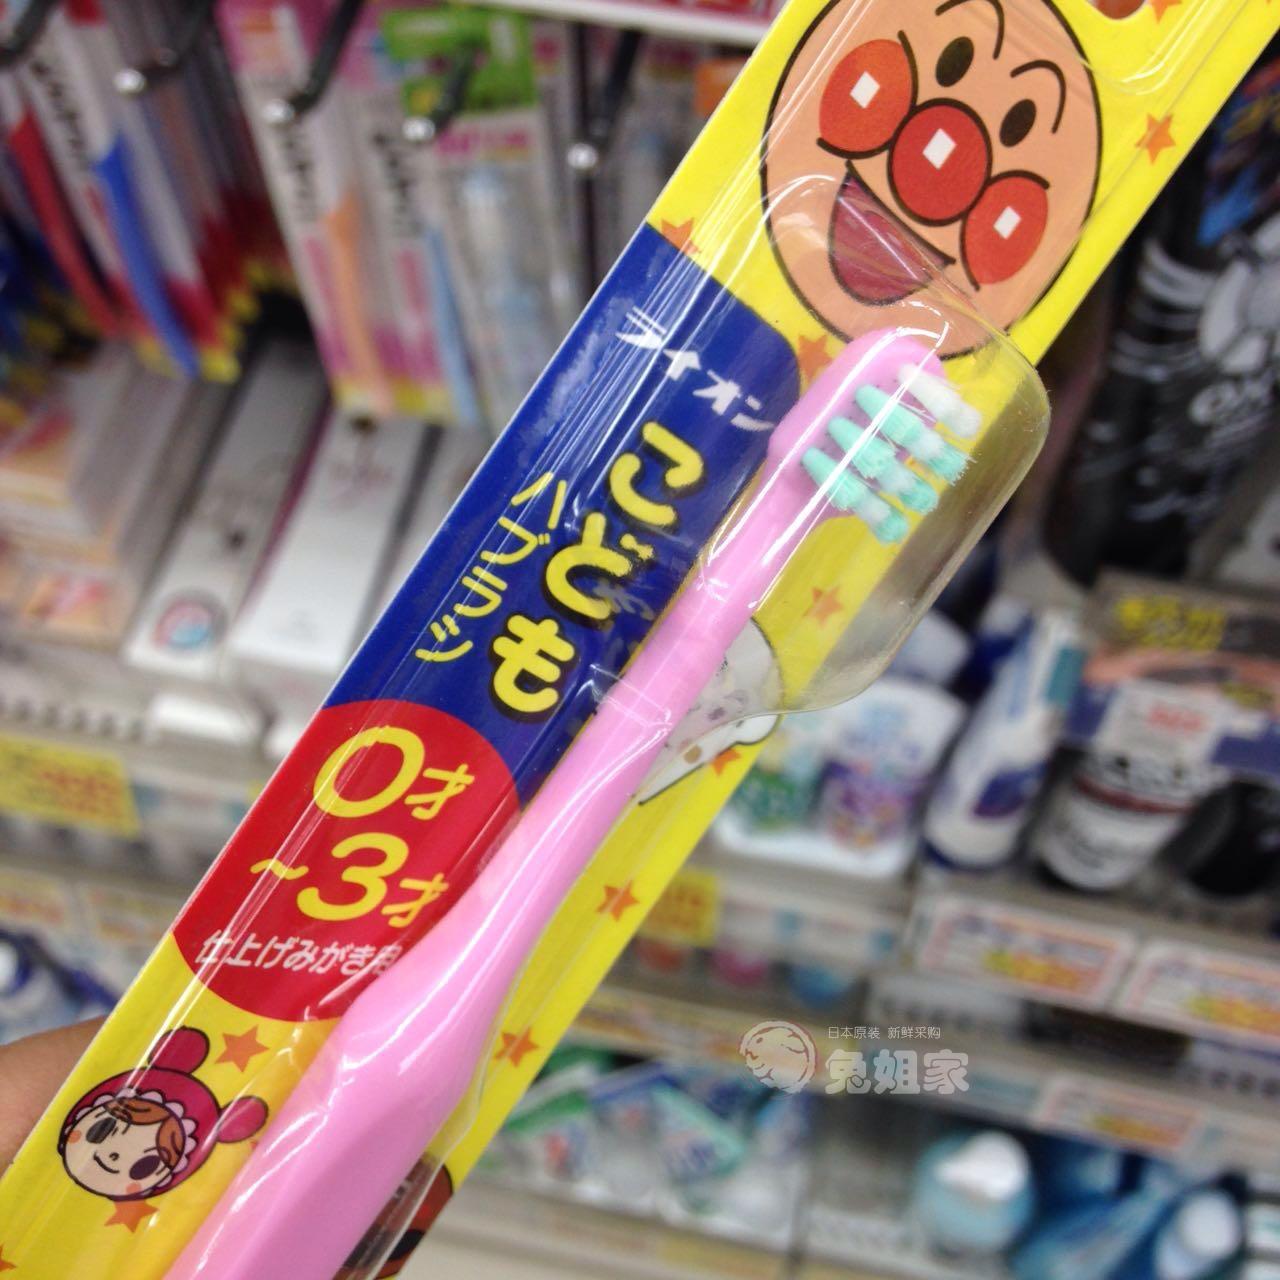 ライオン
こども
ハブラシ
0才
~3才
仕上げみがき用
日本原装 新鲜采购
兔姐家